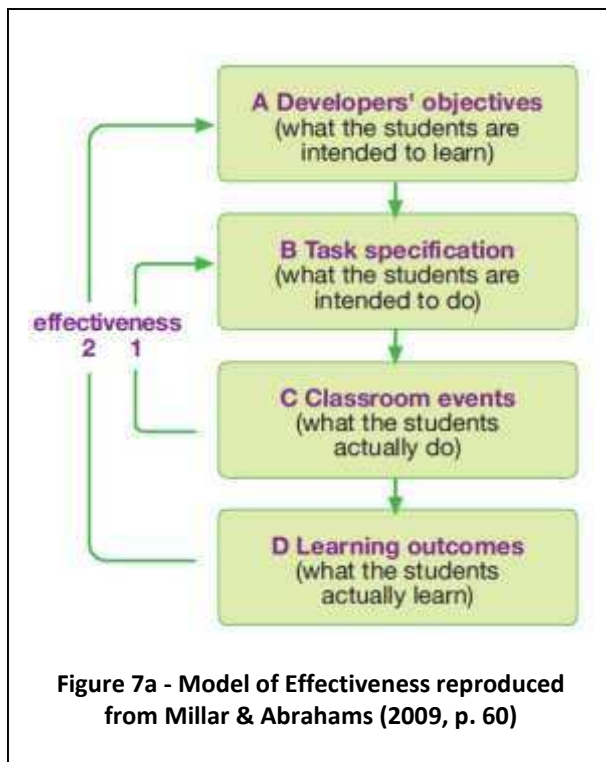 A Developers' objectives
(what the students are
intended to learn)
B Task specification
(what the students are
intended to do)
effectiveness
2 1
C Classroom events
(what the students
actually do)
D Learning outcomes
(what the students
actually learn)
Figure 7a - Model of Effectiveness reproduced
from Millar & Abrahams (2009, p. 60)